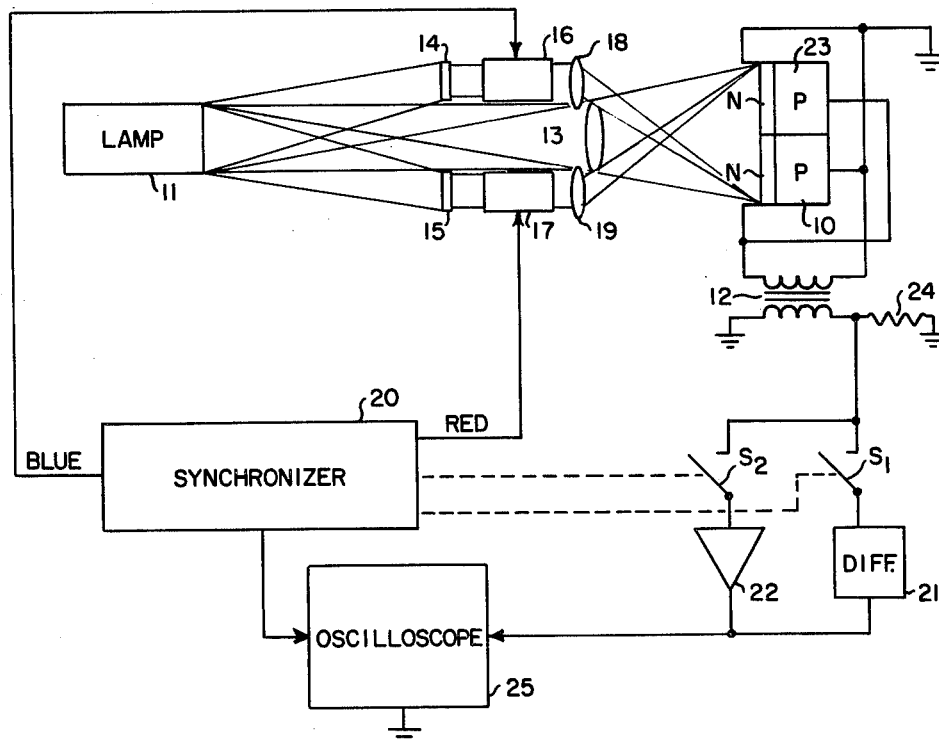 14
16
18
23
LAMP
13
N
P
N
P
11
15
17
19
10
12
24
20
RED
BLUE
SYNCHRONIZER
S2
S1
22
DIFF.
21
OSCILLOSCOPE
25